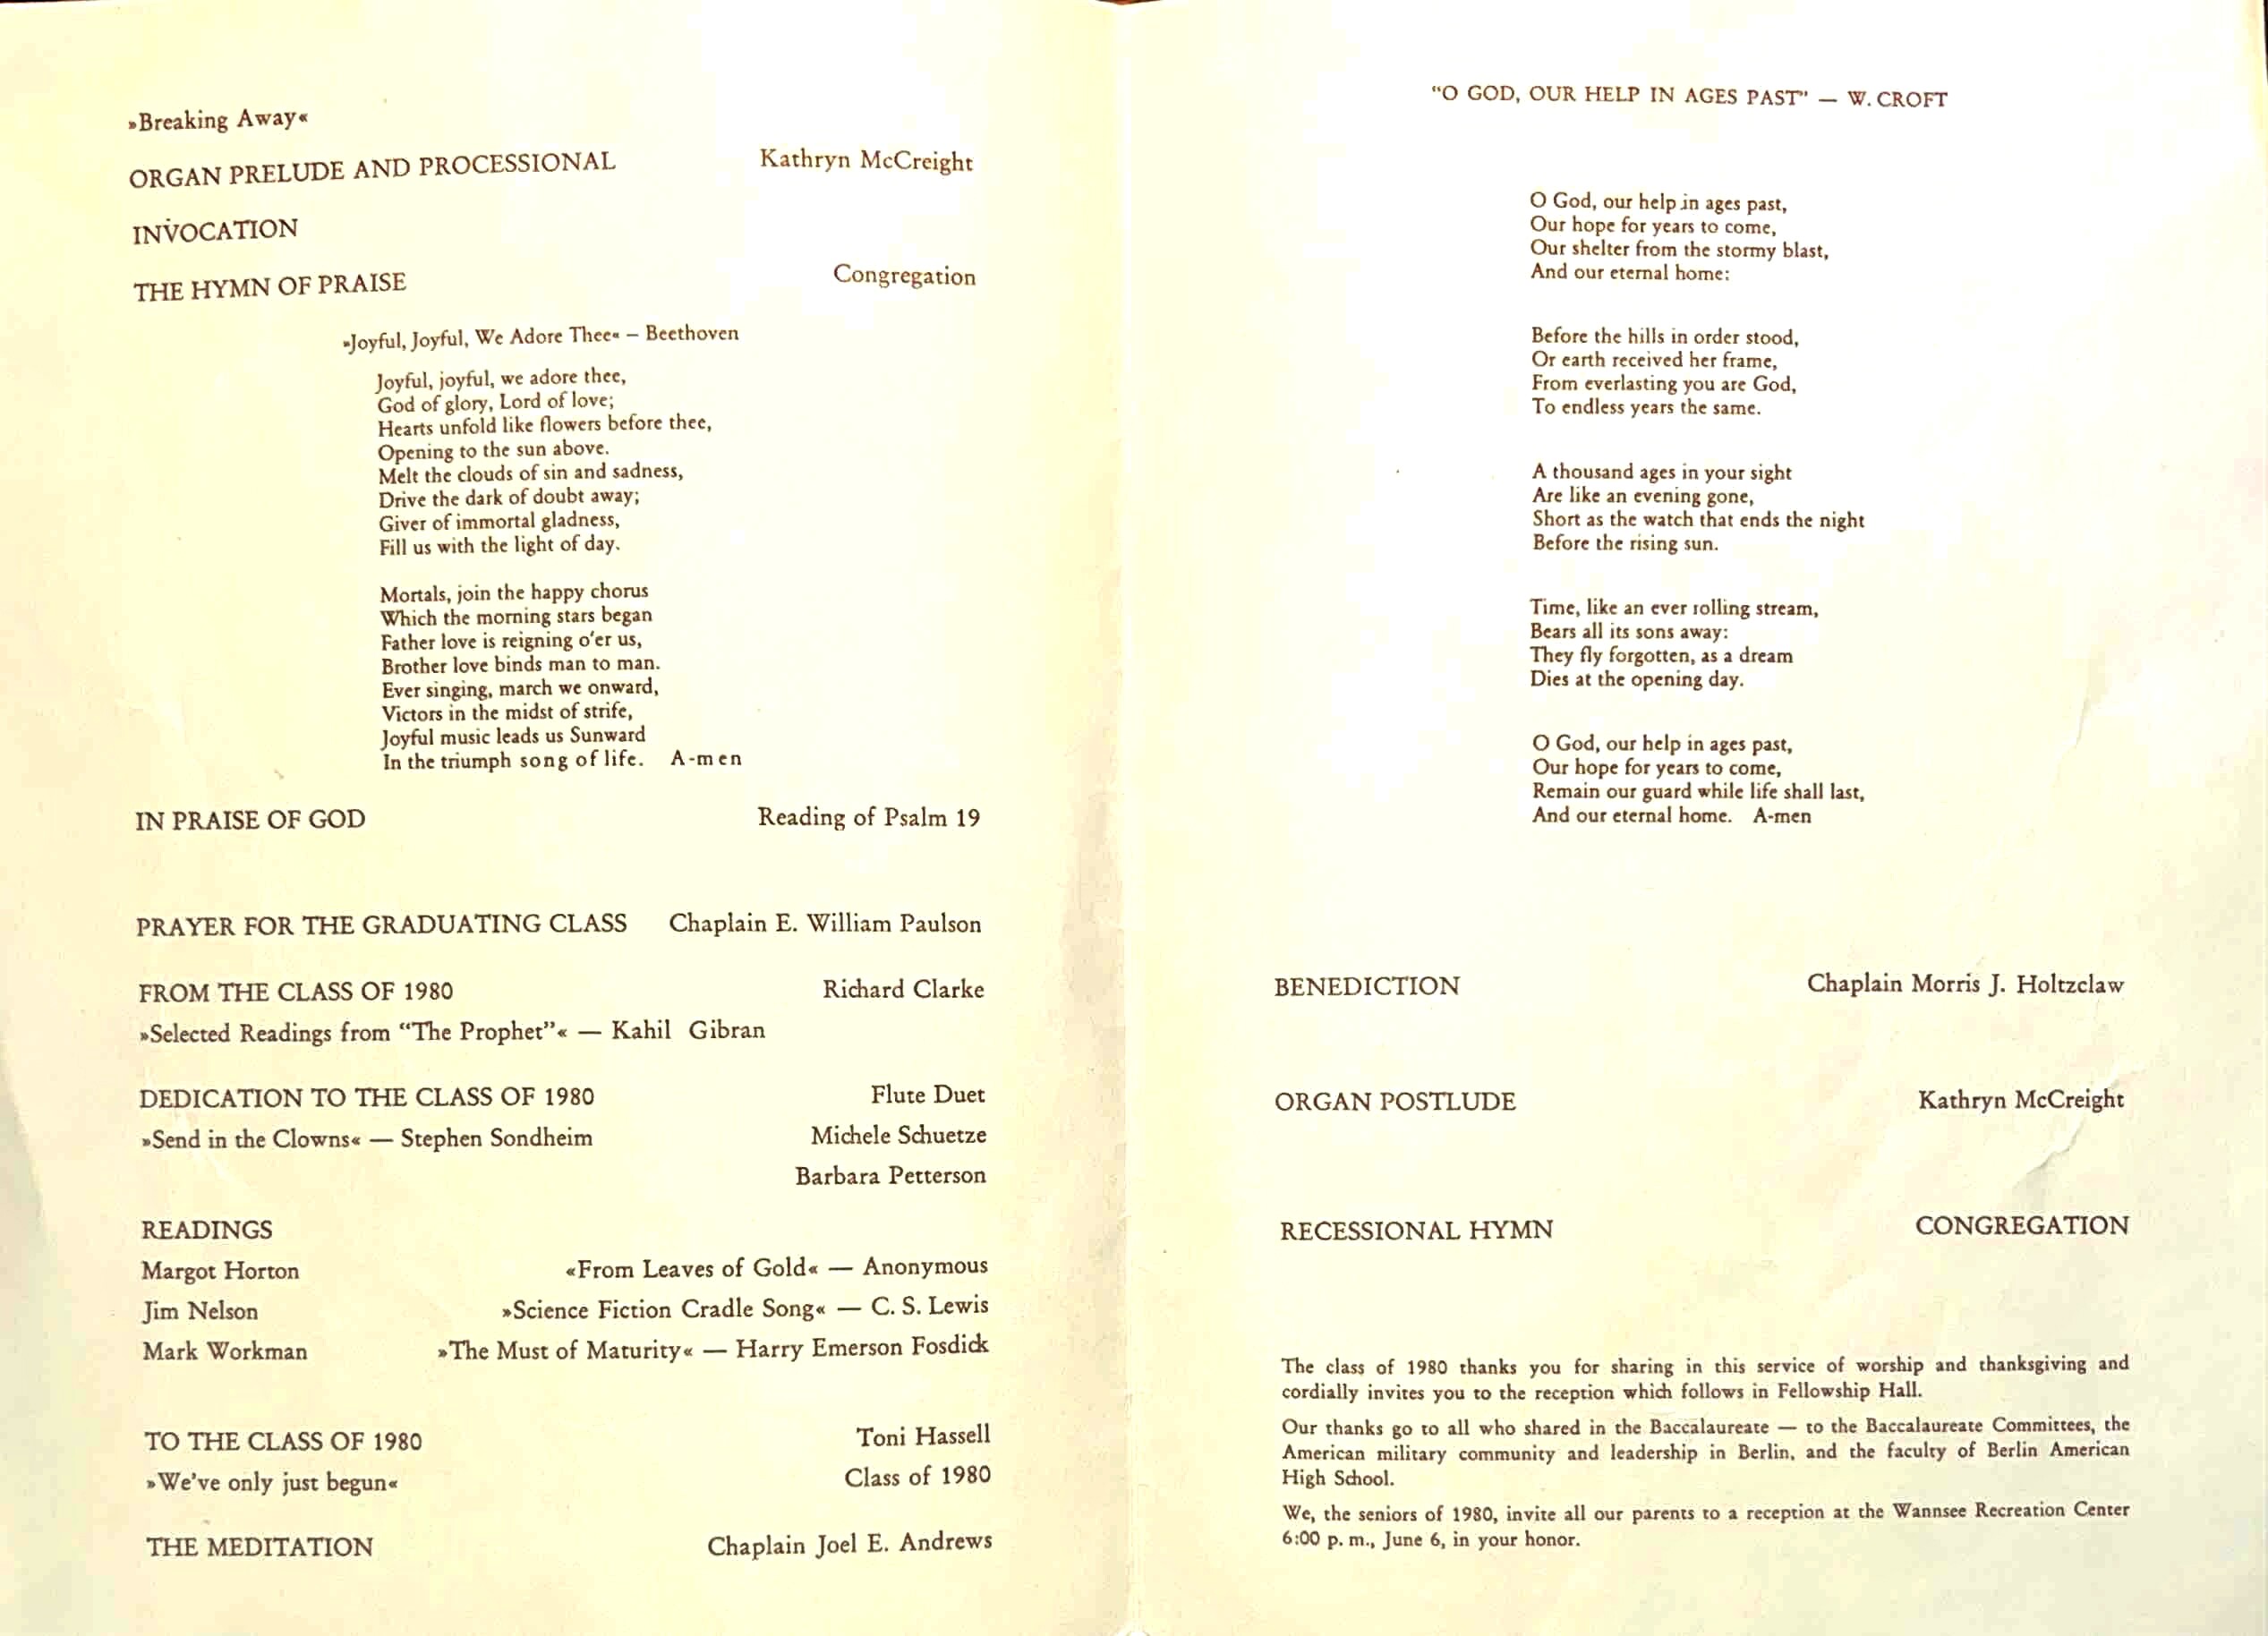 »Breaking Away«
ORGAN PRELUDE AND PROCESSIONAL Kathryn McCreight
INVOCATION
THE HYMN OF PRAISE Congregation
»Joyful, Joyful, We Adore Thee« – Beethoven
Joyful, joyful, we adore thee,
God of glory, Lord of love;
Hearts unfold like flowers before thee,
Opening to the sun above.
Melt the clouds of sin and sadness,
Drive the dark of doubt away;
Giver of immortal gladness,
Fill us with the light of day.
Mortals, join the happy chorus
Which the morning stars began
Father love is reigning o'er us,
Brother love binds man to man.
Ever singing, march we onward,
Victors in the midst of strife,
Joyful music leads us Sunward
In the triumph song of life. A-men
IN PRAISE OF GOD Reading of Psalm 19
PRAYER FOR THE GRADUATING CLASS Chaplain E. William Paulson
FROM THE CLASS OF 1980 Richard Clarke
»Selected Readings from “The Prophet”« — Kahil Gibran
DEDICATION TO THE CLASS OF 1980 Flute Duet
»Send in the Clowns« — Stephen Sondheim Michele Schuetze
Barbara Petterson
READINGS
Margot Horton «From Leaves of Gold« — Anonymous
Jim Nelson »Science Fiction Cradle Song« — C. S. Lewis
Mark Workman »The Must of Maturity« — Harry Emerson Fosdick
TO THE CLASS OF 1980 Toni Hassell
»We've only just begun« Class of 1980
THE MEDITATION Chaplain Joel E. Andrews
“O GOD, OUR HELP IN AGES PAST” — W. CROFT
O God, our help in ages past,
Our hope for years to come,
Our shelter from the stormy blast,
And our eternal home:
Before the hills in order stood,
Or earth received her frame,
From everlasting you are God,
To endless years the same.
A thousand ages in your sight
Are like an evening gone,
Short as the watch that ends the night
Before the rising sun.
Time, like an ever rolling stream,
Bears all its sons away:
They fly forgotten, as a dream
Dies at the opening day.
O God, our help in ages past,
Our hope for years to come,
Remain our guard while life shall last,
And our eternal home. A-men
BENEDICTION Chaplain Morris J. Holtzclaw
ORGAN POSTLUDE Kathryn McCreight
RECESSIONAL HYMN CONGREGATION
The class of 1980 thanks you for sharing in this service of worship and thanksgiving and
cordially invites you to the reception which follows in Fellowship Hall.
Our thanks go to all who shared in the Baccalaureate — to the Baccalaureate Committees, the
American military community and leadership in Berlin, and the faculty of Berlin American
High School.
We, the seniors of 1980, invite all our parents to a reception at the Wannsee Recreation Center
6:00 p. m., June 6, in your honor.